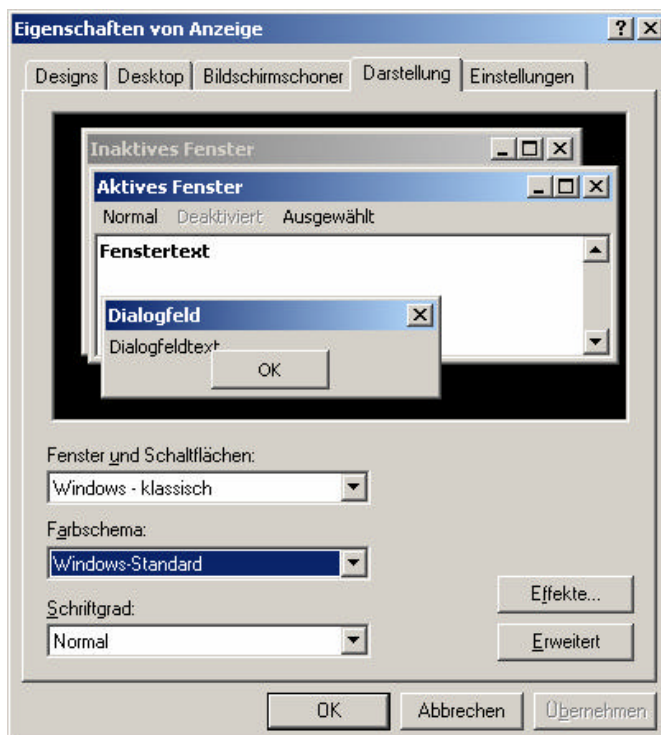 Eigenschaften von Anzeige
Designs Desktop Bildschirmschoner Darstellung Einstellungen
Inaktives Fenster
Aktives Fenster
Normal Deaktiviert Ausgewählt
Fenstertext
Dialogfeld
Dialogfeldtext
OK
Fenster und Schaltflächen:
Windows - klassisch
Farbschema:
Windows-Standard
Effekte...
Schriftgrad:
Normal
Erweitert
OK Abbrechen Übernehmen